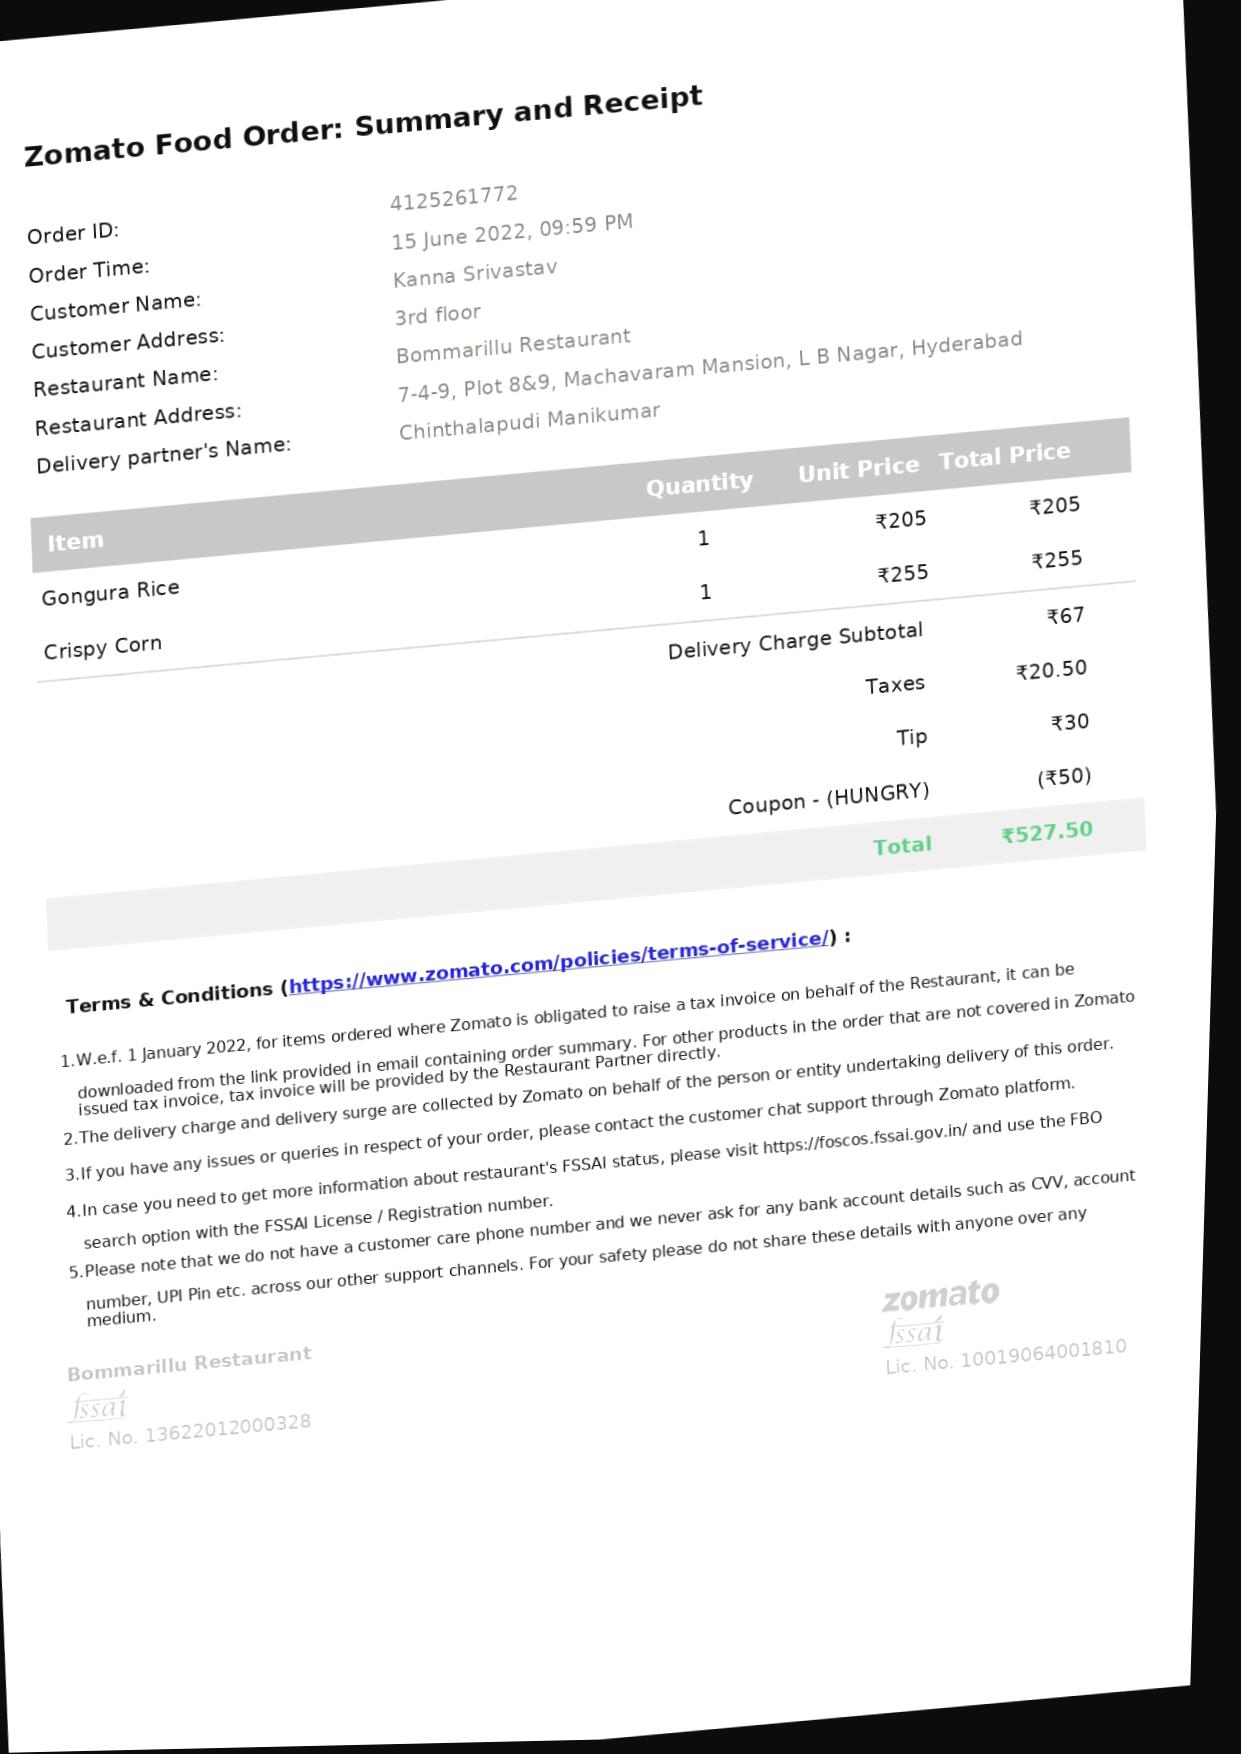 Zomato Food Order: Summary and Receipt
Order ID: 4125261772
Order Time: 15 June 2022, 09:59 PM
Customer Name: Kanna Srivastav
Customer Address: 3rd floor
Restaurant Name: Bommarillu Restaurant
Restaurant Address: 7-4-9, Plot 8&9, Machavaram Mansion, L B Nagar, Hyderabad
Delivery partner's Name: Chinthalapudi Manikumar
Item Quantity Unit Price Total Price
Gongura Rice 1 ₹205 ₹205
Crispy Corn 1 ₹255 ₹255
Delivery Charge Subtotal ₹67
Taxes ₹20.50
Tip ₹30
Coupon - (HUNGRY) (₹50)
Total ₹527.50
Terms & Conditions (https://www.zomato.com/policies/terms-of-service/) :
1.W.e.f. 1 January 2022, for items ordered where Zomato is obligated to raise a tax invoice on behalf of the Restaurant, it can be
downloaded from the link provided in email containing order summary. For other products in the order that are not covered in Zomato
issued tax invoice, tax invoice will be provided by the Restaurant Partner directly.
2.The delivery charge and delivery surge are collected by Zomato on behalf of the person or entity undertaking delivery of this order.
3.If you have any issues or queries in respect of your order, please contact the customer chat support through Zomato platform.
4.In case you need to get more information about restaurant's FSSAI status, please visit https://foscos.fssai.gov.in/ and use the FBO
search option with the FSSAI License / Registration number.
5.Please note that we do not have a customer care phone number and we never ask for any bank account details such as CVV, account
number, UPI Pin etc. across our other support channels. For your safety please do not share these details with anyone over any
medium.
Bommarillu Restaurant
fssai
Lic. No. 13622012000328
zomato
fssai
Lic. No. 10019064001810